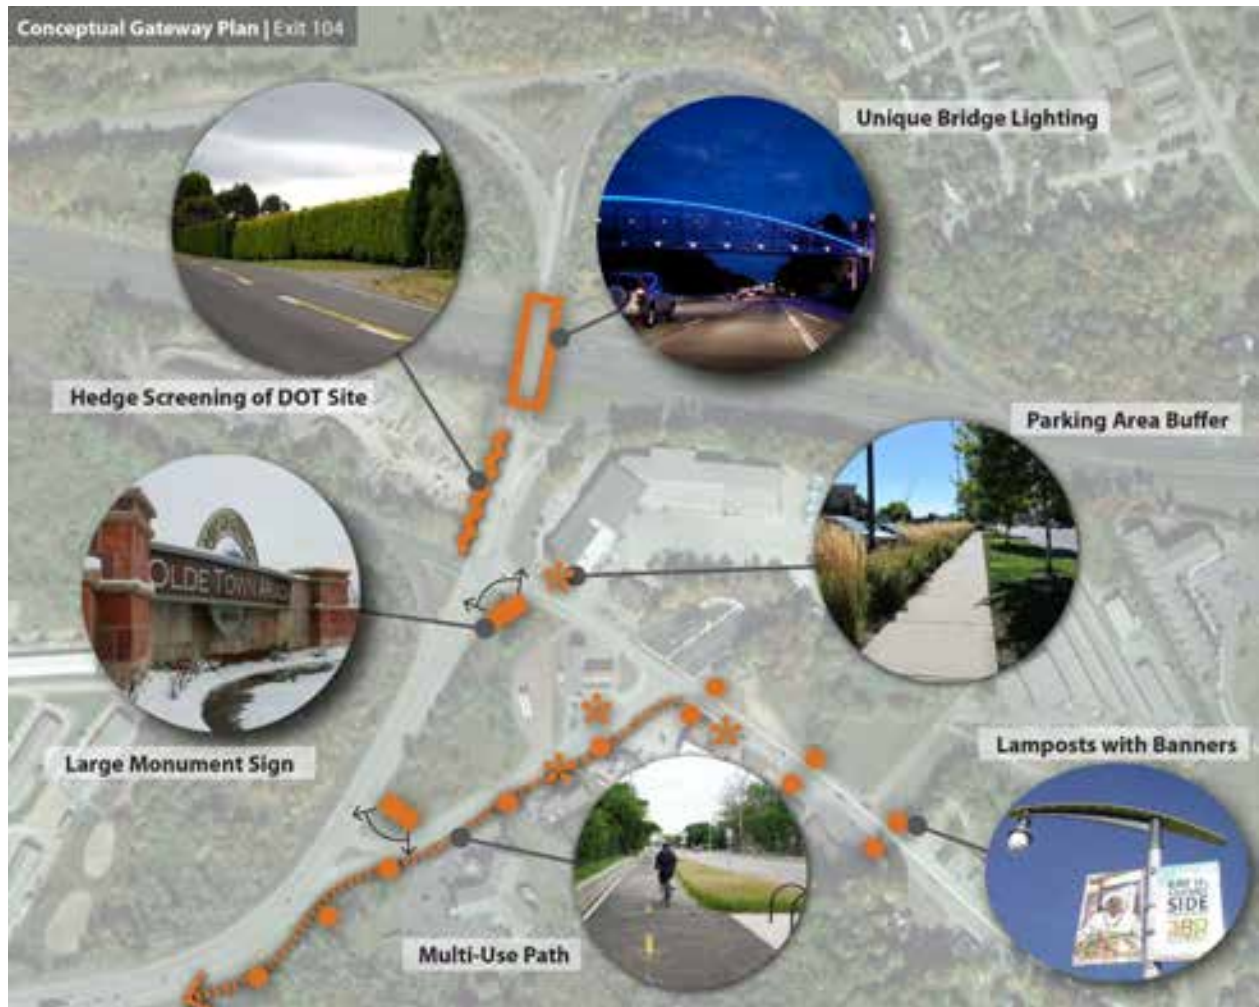 Conceptual Gateway Plan | Exit 104
Unique Bridge Lighting
Hedge Screening of DOT Site
Parking Area Buffer
OLDE TOWN
Large Monument Sign
Lamposts with Banners
SIDE
Multi-Use Path